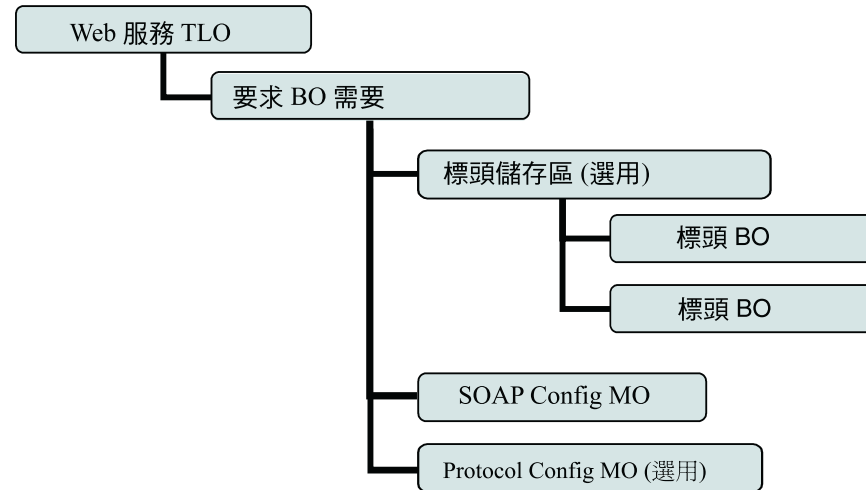 Web 服務 TLO
要求 BO 需要
標頭儲存區 (選用)
標頭 BO
標頭 BO
SOAP Config MO
Protocol Config MO (選用)